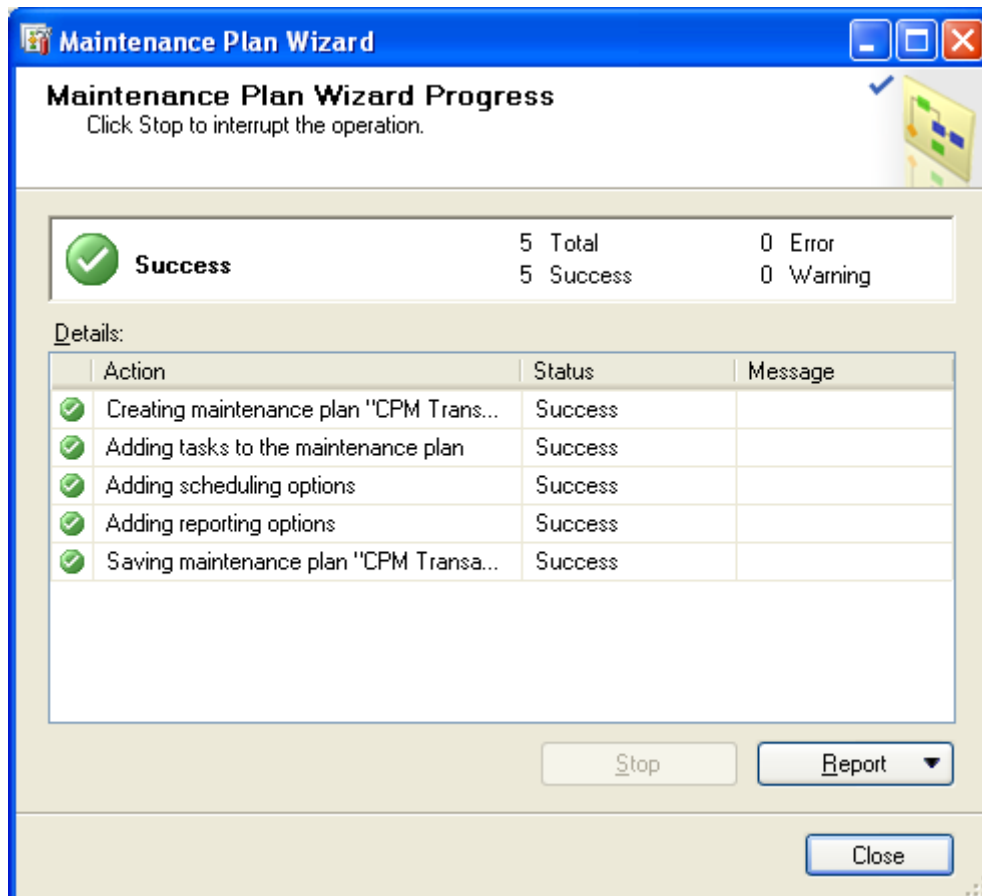 Maintenance Plan Wizard
Maintenance Plan Wizard Progress
Click Stop to interrupt the operation.
Success 5 Total 0 Error
5 Success 0 Warning
Details:
Action Status Message
Creating maintenance plan "CPM Trans... Success
Adding tasks to the maintenance plan Success
Adding scheduling options Success
Adding reporting options Success
Saving maintenance plan "CPM Transa... Success
Stop Report
Close